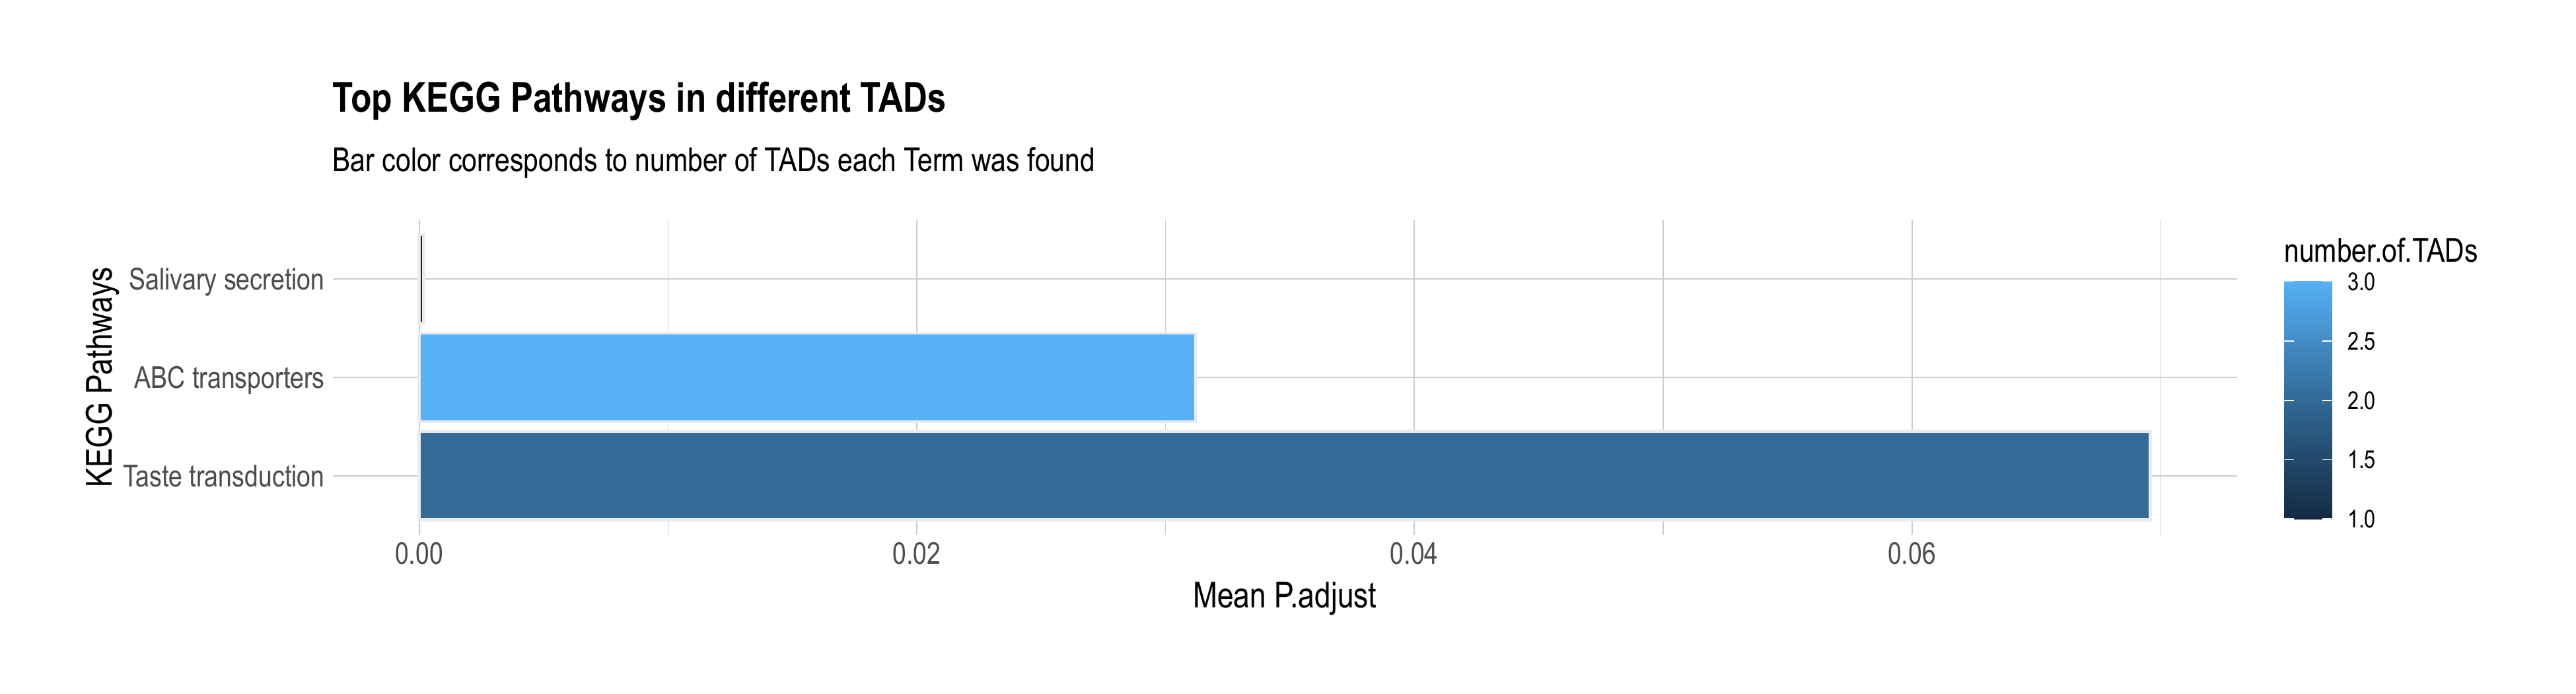 Top KEGG Pathways in different TADs
Bar color corresponds to number of TADs each Term was found
KEGG Pathways
Salivary secretion
ABC transporters
Taste transduction
0.00
0.02
0.04
0.06
Mean P.adjust
number.of.TADs
3.0
2.5
2.0
1.5
1.0